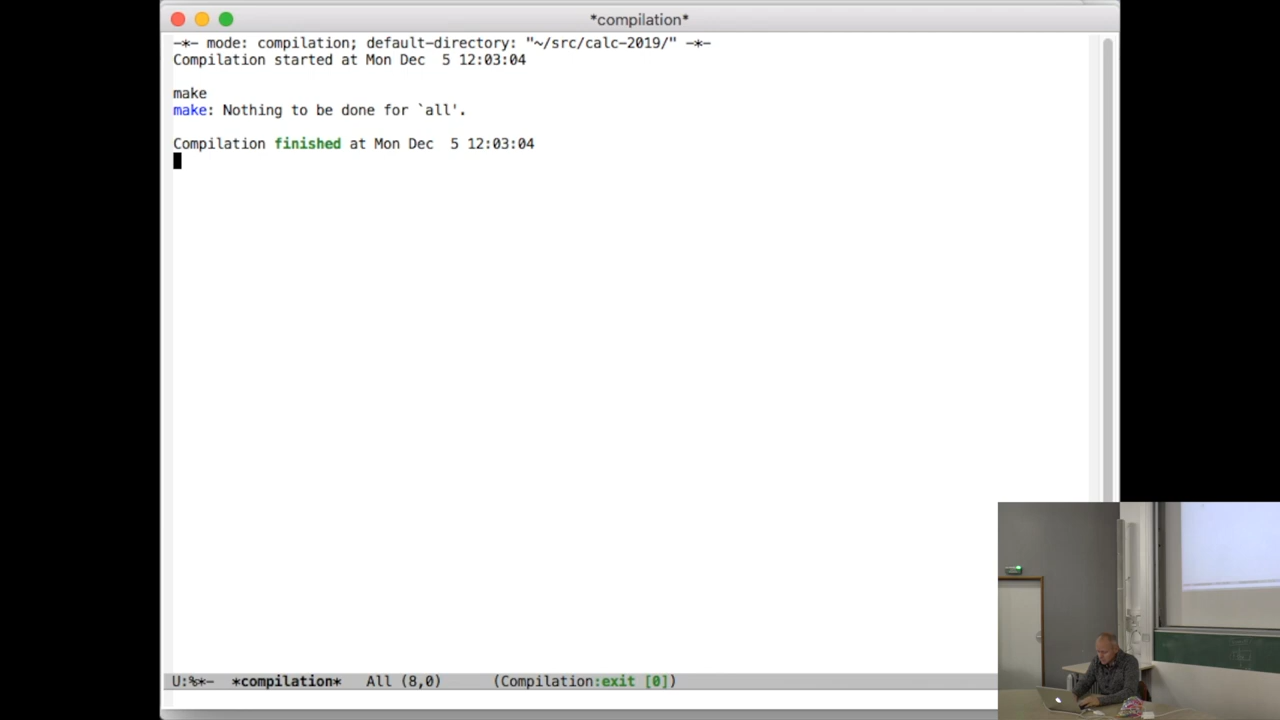 *compilation*
-*- mode: compilation; default-directory: "~/src/calc-2019/" -*-
Compilation started at Mon Dec  5 12:03:04
make
make: Nothing to be done for `all'.
Compilation finished at Mon Dec  5 12:03:04
U:%*-  *compilation*   All (8,0)      (Compilation:exit [0])